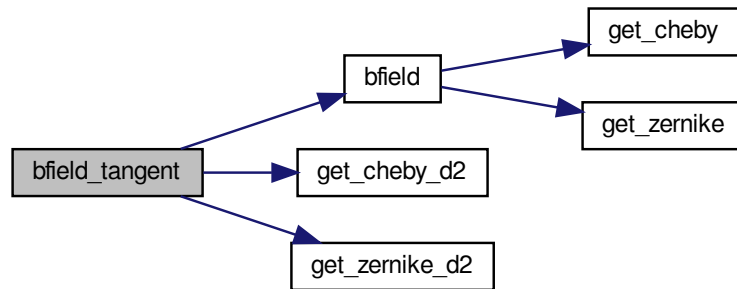 get_cheby
bfield
get_zernike
bfield_tangent
get_cheby_d2
get_zernike_d2